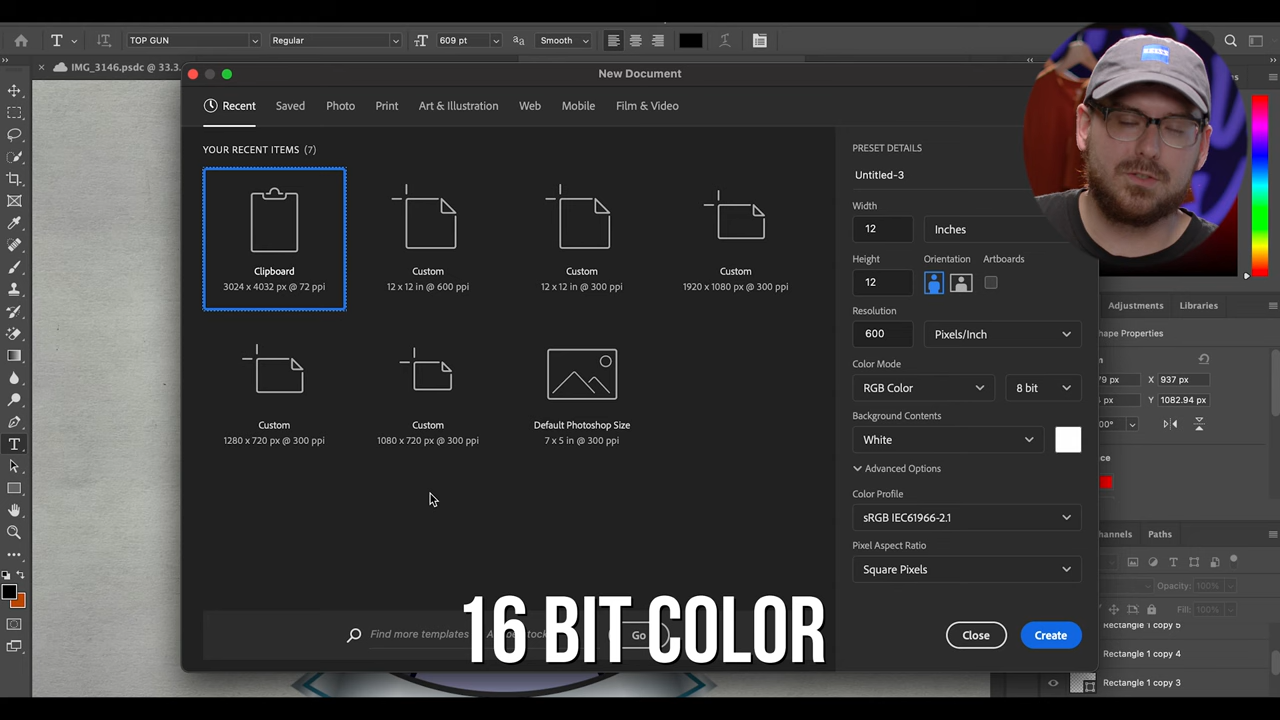 TOP GUN Regular 609 pt aa Smooth
IMG_3146.psdc @ 33.3
New Document
Recent Saved Photo Print Art & Illustration Web Mobile Film & Video
YOUR RECENT ITEMS (7)
Clipboard
3024 x 4032 px @ 72 ppi
Custom
12 x 12 in @ 600 ppi
Custom
12 x 12 in @ 300 ppi
Custom
1920 x 1080 px @ 300 ppi
Custom
1280 x 720 px @ 300 ppi
Custom
1080 x 720 px @ 300 ppi
Default Photoshop Size
7 x 5 in @ 300 ppi
Find more templates
Go
PRESET DETAILS
Untitled-3
Width
12 Inches
Height Orientation Artboards
12
Resolution
600 Pixels/Inch
Color Mode
RGB Color 8 bit
Background Contents
White
Advanced Options
Color Profile
sRGB IEC61966-2.1
Pixel Aspect Ratio
Square Pixels
Close Create
Adjustments Libraries
hape Properties
79 px X 937 px
px Y 1082.94 px
hannels Paths
Opacity: 100%
Fill: 100%
Rectangle 1 copy 5
Rectangle 1 copy 4
Rectangle 1 copy 3
16 BIT COLOR